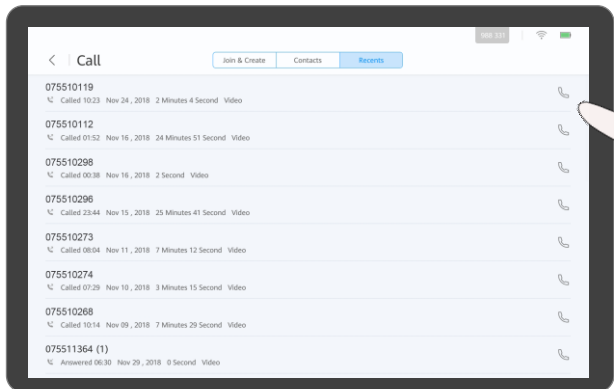 988 331
Call
Join & Create Contacts Recents
075510119
Called 10:23 Nov 24 , 2018 2 Minutes 4 Second Video
075510112
Called 01:52 Nov 16 , 2018 24 Minutes 51 Second Video
075510298
Called 00:38 Nov 16 , 2018 2 Second Video
075510296
Called 23:44 Nov 15 , 2018 25 Minutes 41 Second Video
075510273
Called 08:04 Nov 11 , 2018 7 Minutes 12 Second Video
075510274
Called 07:29 Nov 10 , 2018 3 Minutes 15 Second Video
075510268
Called 10:14 Nov 09 , 2018 7 Minutes 29 Second Video
075511364 (1)
Answered 06:30 Nov 29 , 2018 0 Second Video